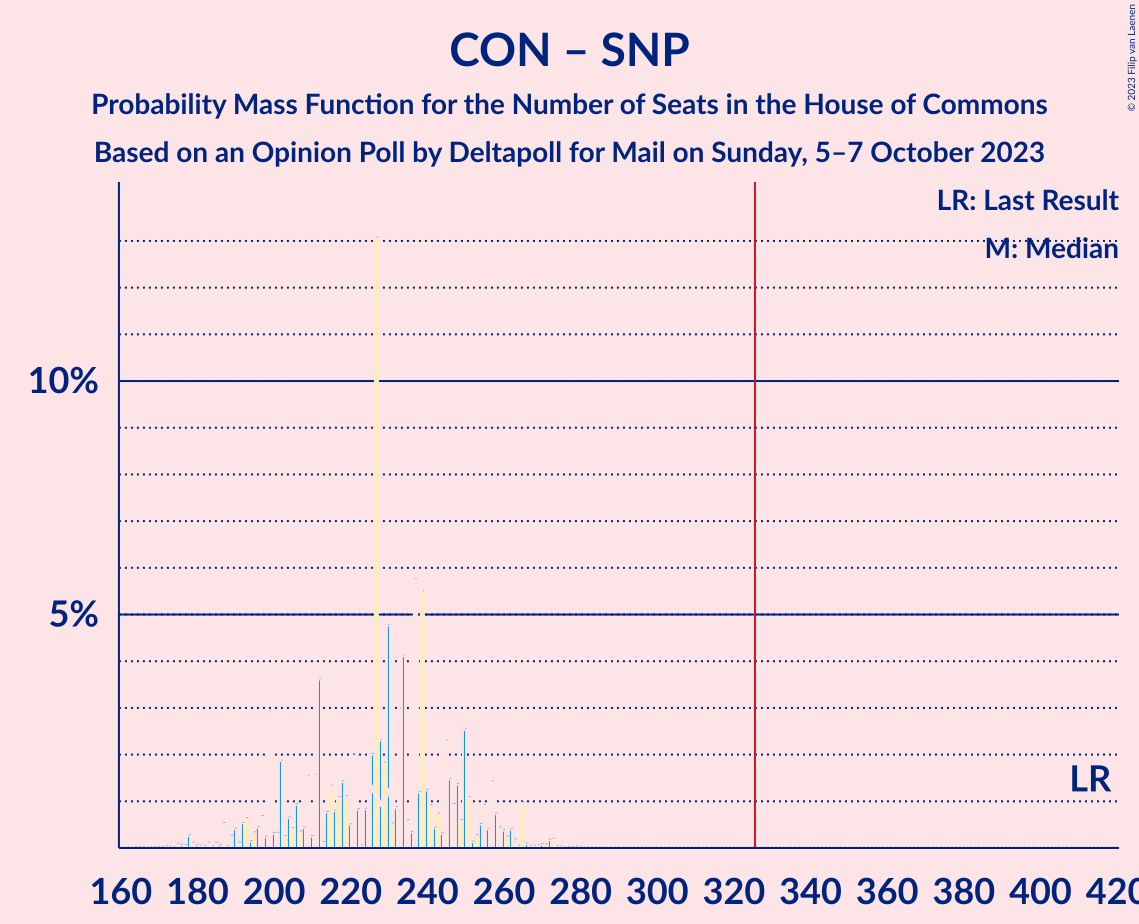 CON – SNP
Probability Mass Function for the Number of Seats in the House of Commons
Based on an Opinion Poll by Deltapoll for Mail on Sunday, 5–7 October 2023
© 2023 Filip van Laenen
LR: Last Result
M: Median
10%
5%
LR
160 180 200 220 240 260 280 300 320 340 360 380 400 420